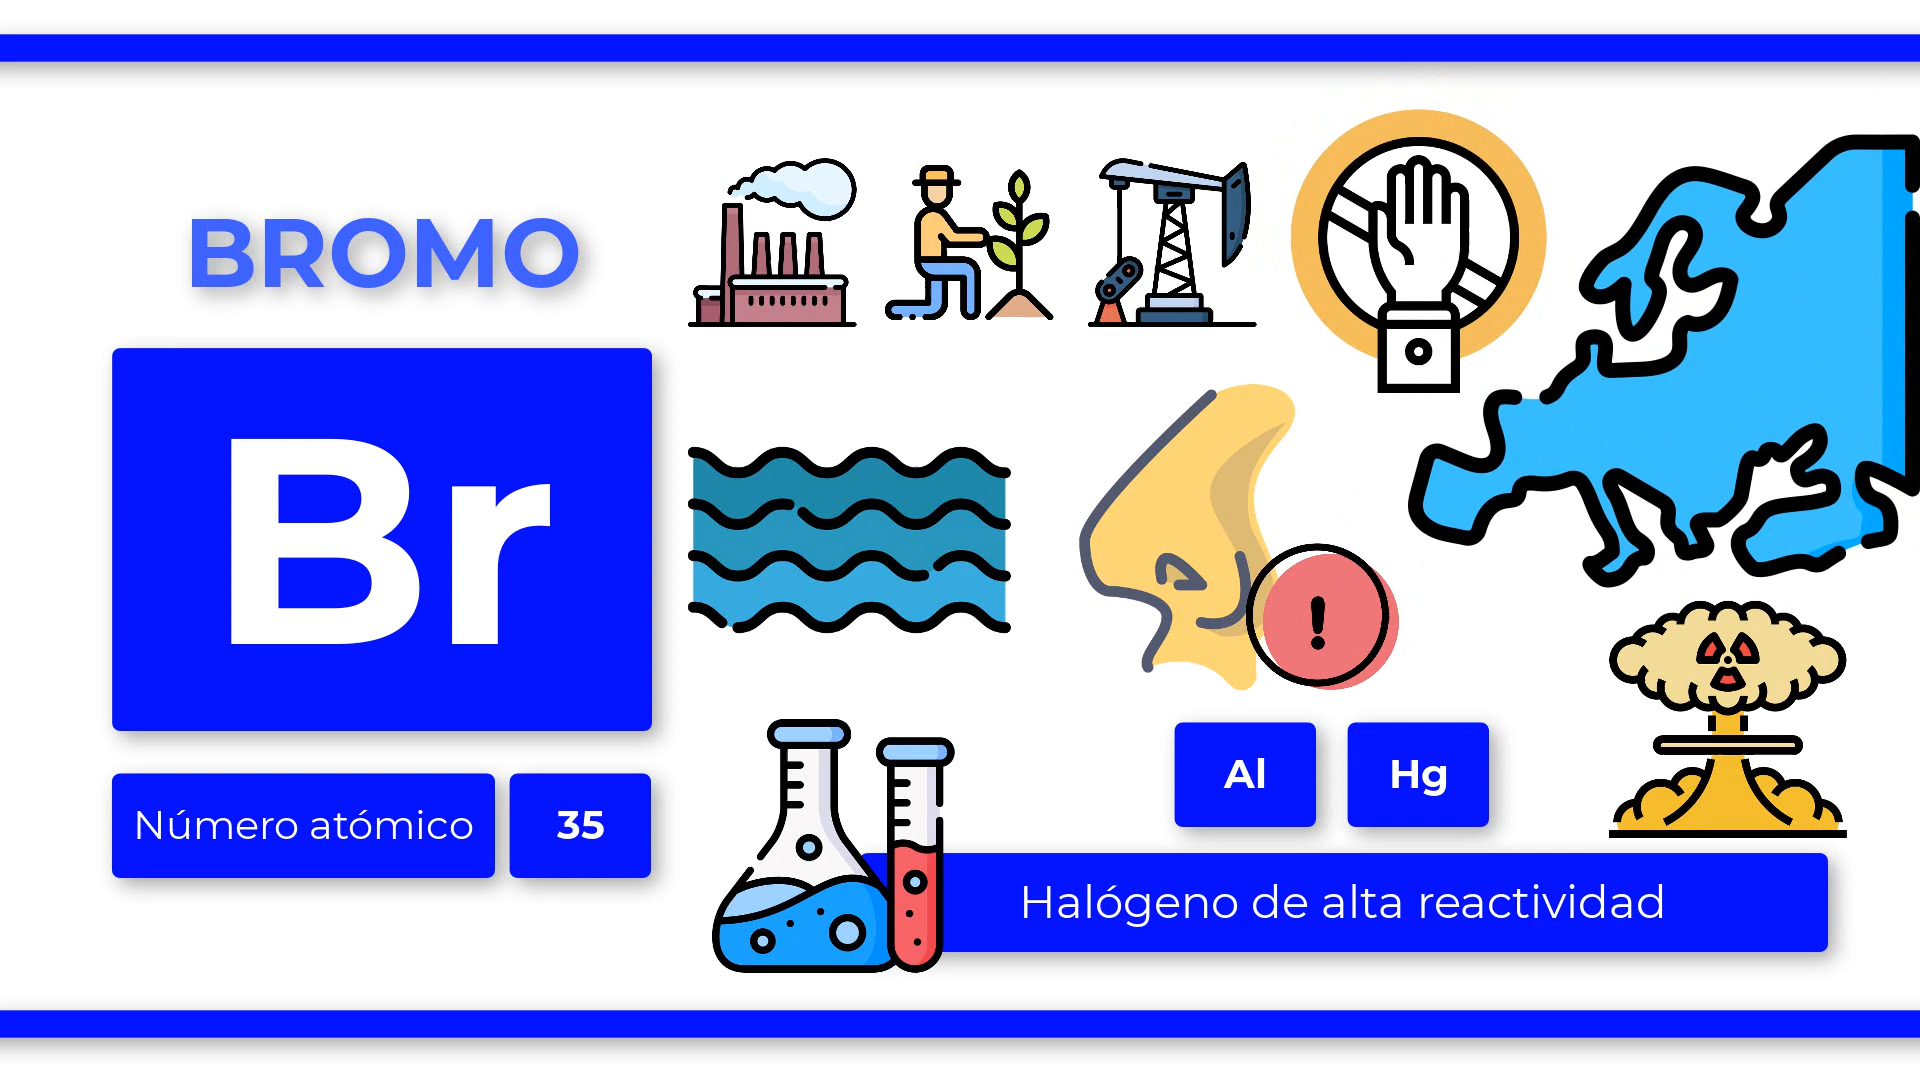 BROMO
Br
Número atómico
35
!
Al
Hg
Halógeno de alta reactividad